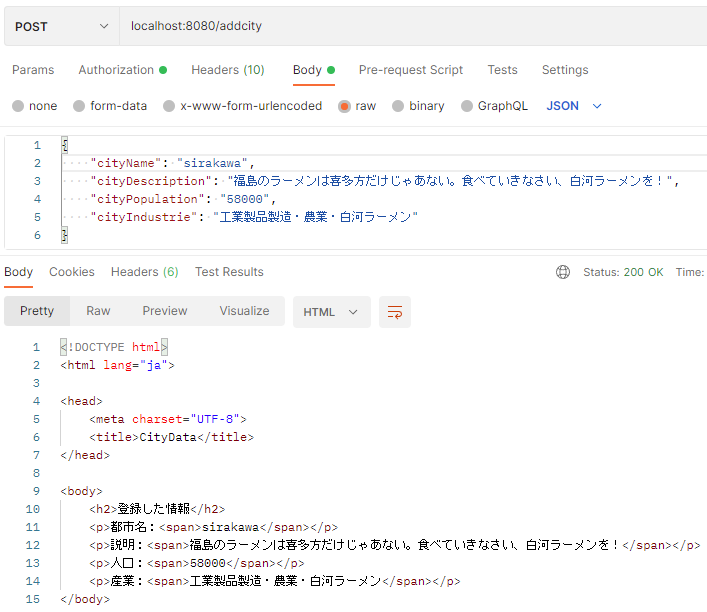 POST localhost:8080/addcity
Params Authorization Headers (10) Body Pre-request Script Tests Settings
none form-data x-www-form-urlencoded raw binary GraphQL JSON
1 {
2 "cityName": "sirakawa",
3 "cityDescription": "福島のラーメンは喜多方だけじゃあない。食べていきなさい、白河ラーメンを！",
4 "cityPopulation": "58000",
5 "cityIndustrie": "工業製品製造・農業・白河ラーメン"
6 }
Body Cookies Headers (6) Test Results Status: 200 OK Time:
Pretty Raw Preview Visualize HTML
1 <!DOCTYPE html>
2 <html lang="ja">
3
4 <head>
5 <meta charset="UTF-8">
6 <title>CityData</title>
7 </head>
8
9 <body>
10 <h2>登録した情報</h2>
11 <p>都市名：<span>sirakawa</span></p>
12 <p>説明：<span>福島のラーメンは喜多方だけじゃあない。食べていきなさい、白河ラーメンを！</span></p>
13 <p>人口：<span>58000</span></p>
14 <p>産業：<span>工業製品製造・農業・白河ラーメン</span></p>
15 </body>